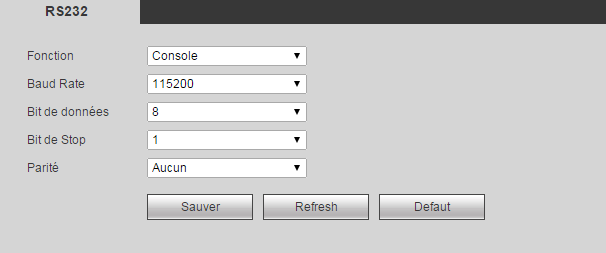 RS232
Fonction Console
Baud Rate 115200
Bit de données 8
Bit de Stop 1
Parité Aucun
Sauver Refresh Defaut